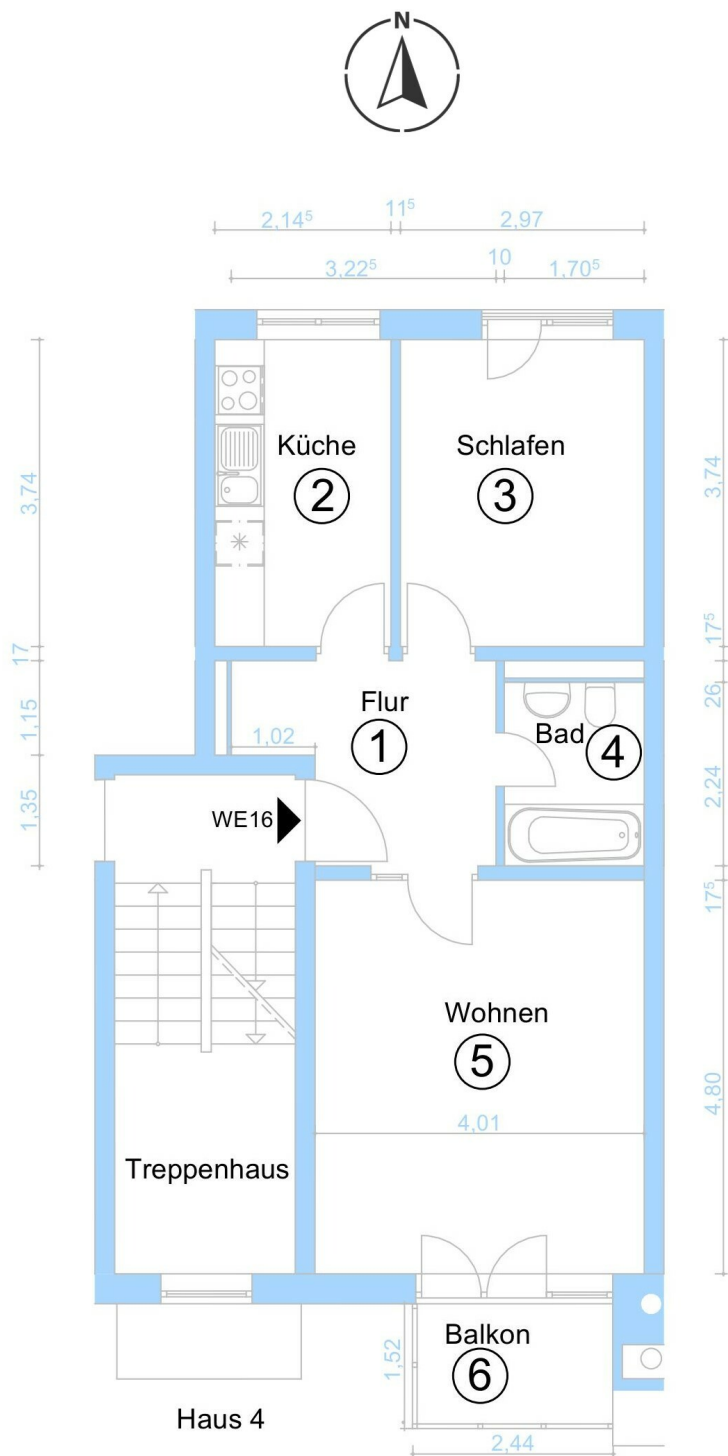 N
2,14⁵ 11⁵ 2,97
3,22⁵ 10 1,70⁵
Küche
2
Schlafen
3
3,74
3,74
17
17⁵
1,15
26
Flur
1
1,02
Bad 4
1,35
2,24
WE16
17⁵
Wohnen
5
4,01
4,80
Treppenhaus
Balkon
6
1,52
2,44
Haus 4